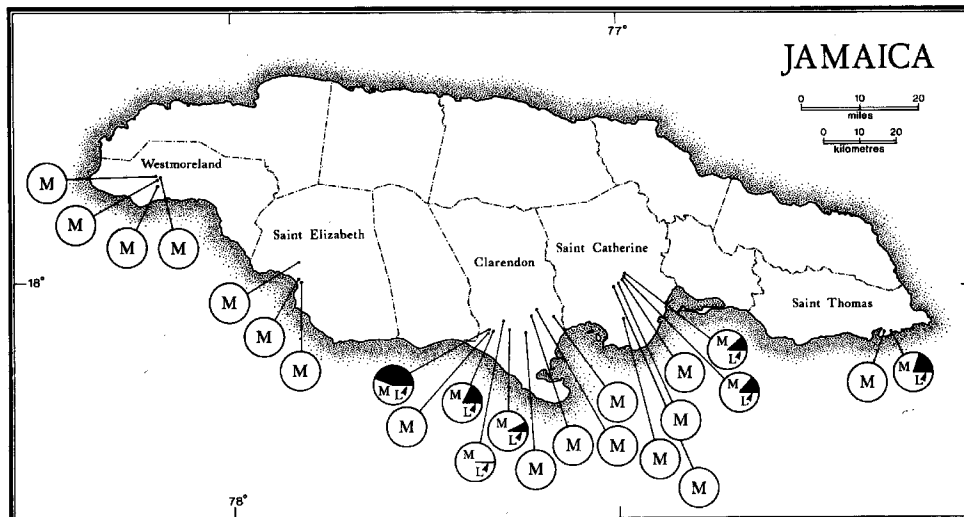 77°
JAMAICA
0 10 20
miles
0 10 20
kilometres
Westmoreland
M
M
M M
Saint Elizabeth
Saint Catherine
Clarendon
18°
Saint Thomas
M
M
M
L
M
M
M
M
L
M
M
L
M
L
M
L
M
M
M
L
M
M
M
M
M
L
M
M
78°